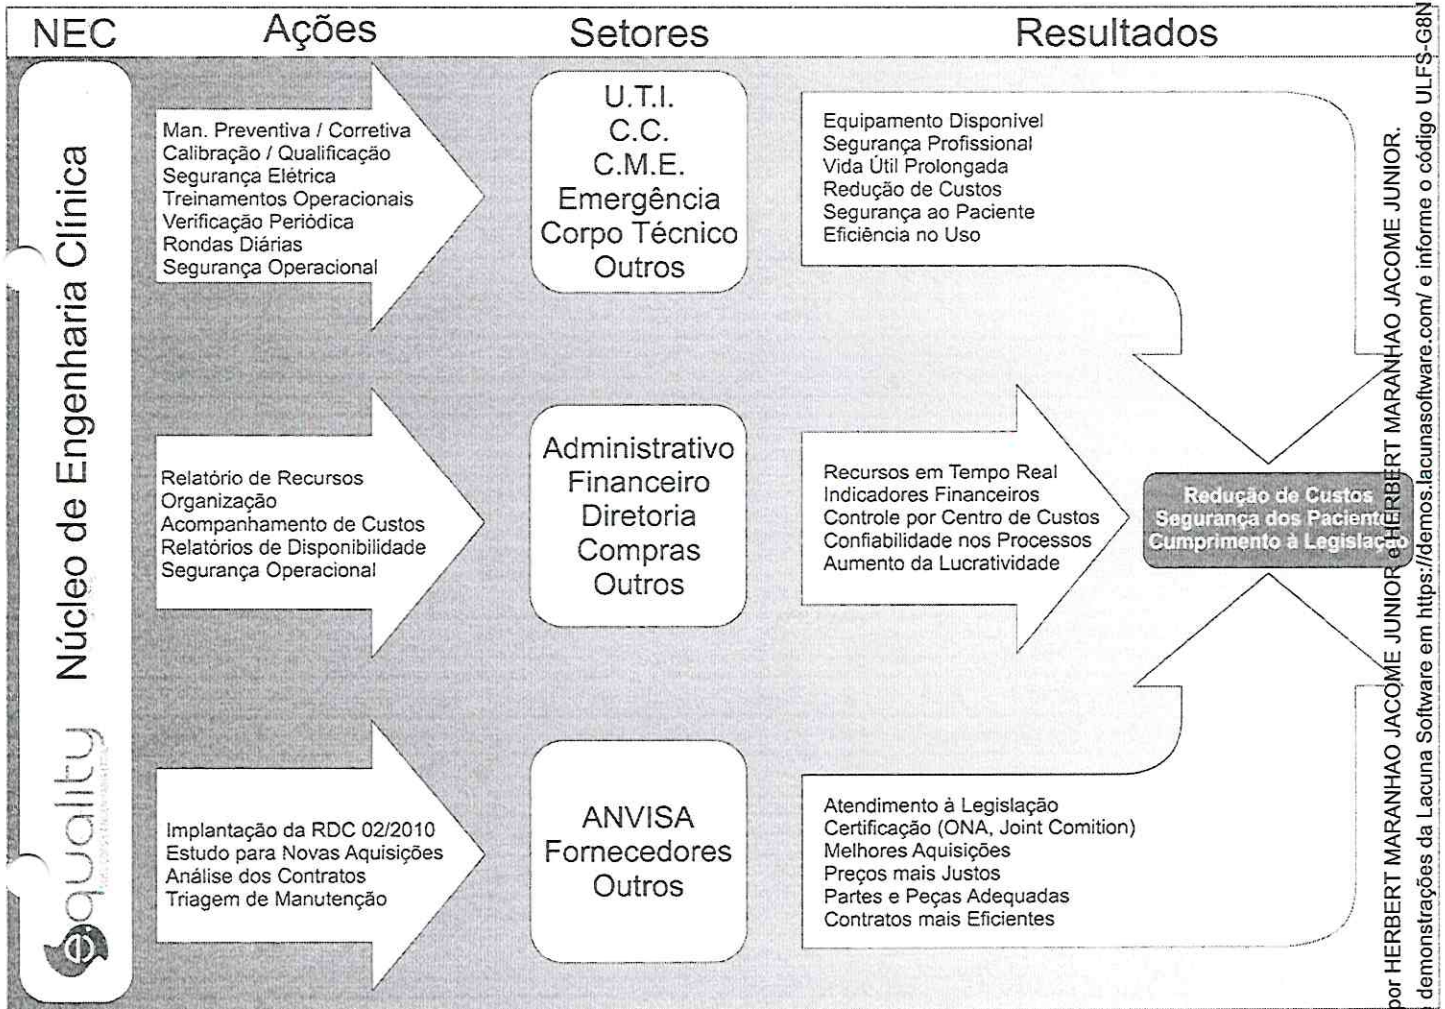 NEC
Ações
Setores
Resultados
Núcleo de Engenharia Clínica
e.quality
Man. Preventiva / Corretiva
Calibração / Qualificação
Segurança Elétrica
Treinamentos Operacionais
Verificação Periódica
Rondas Diárias
Segurança Operacional
U.T.I.
C.C.
C.M.E.
Emergência
Corpo Técnico
Outros
Equipamento Disponivel
Segurança Profissional
Vida Útil Prolongada
Redução de Custos
Segurança ao Paciente
Eficiência no Uso
Relatório de Recursos
Organização
Acompanhamento de Custos
Relatórios de Disponibilidade
Segurança Operacional
Administrativo
Financeiro
Diretoria
Compras
Outros
Recursos em Tempo Real
Indicadores Financeiros
Controle por Centro de Custos
Confiabilidade nos Processos
Aumento da Lucratividade
Redução de Custos
Segurança dos Paciente
Cumprimento à Legislação
Implantação da RDC 02/2010
Estudo para Novas Aquisições
Análise dos Contratos
Triagem de Manutenção
ANVISA
Fornecedores
Outros
Atendimento à Legislação
Certificação (ONA, Joint Comition)
Melhores Aquisições
Preços mais Justos
Partes e Peças Adequadas
Contratos mais Eficientes
por HERBERT MARANHAO JACOME JUNIOR e HERBERT MARANHAO JACOME JUNIOR.
demonstrações da Lacuna Software em https://demos.lacunasoftware.com/ e informe o código ULFS-G8N